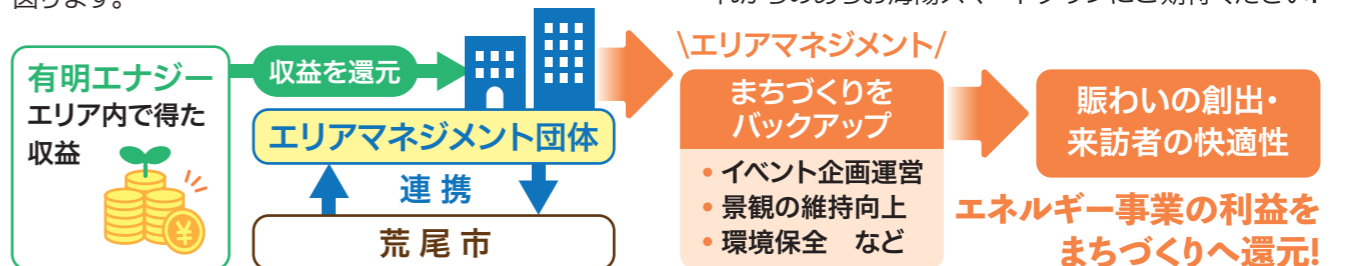 図ります。
有明エナジー
エリア内で得た
収益
収益を還元
エリアマネジメント団体
連携
荒尾市
\エリアマネジメント/
まちづくりを
バックアップ
• イベント企画運営
• 景観の維持向上
• 環境保全 など
賑わいの創出・
来訪者の快適性
エネルギー事業の利益を
まちづくりへ還元!